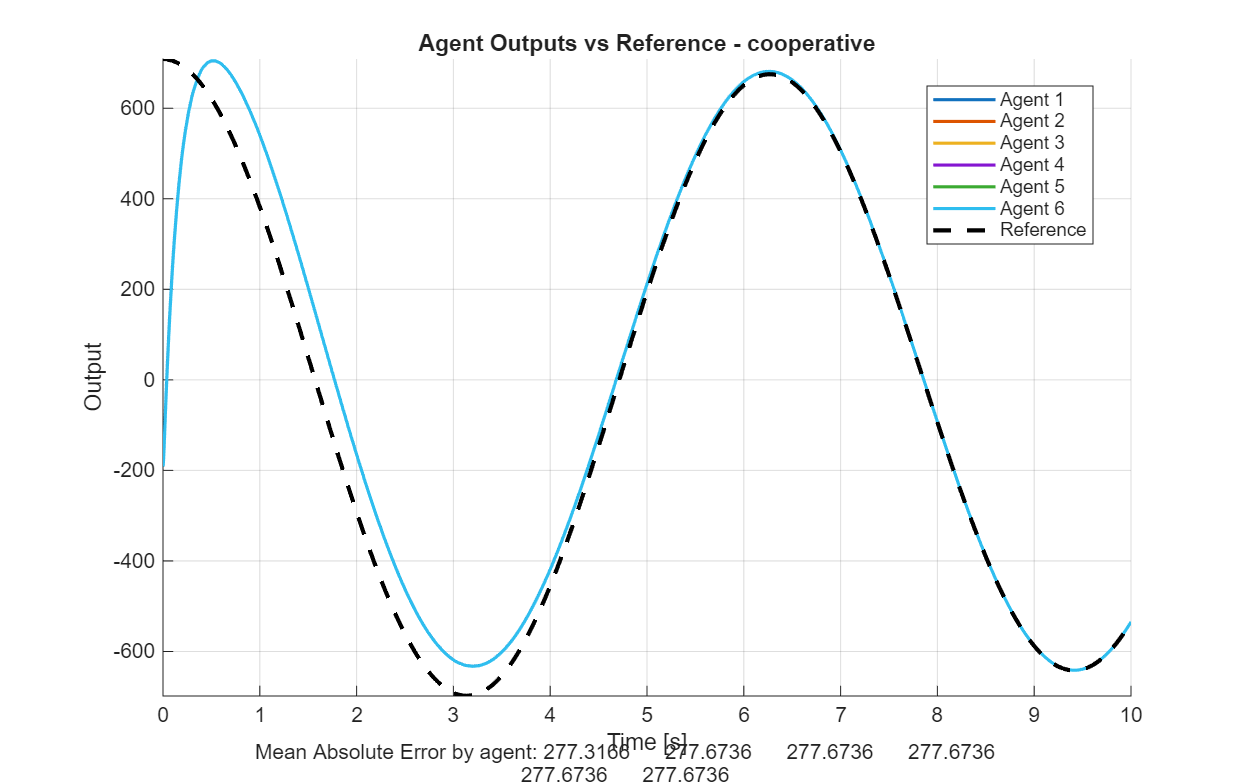 Agent Outputs vs Reference - cooperative
600
400
200
0
-200
-400
-600
Output
Agent 1
Agent 2
Agent 3
Agent 4
Agent 5
Agent 6
Reference
0 1 2 3 4 5 6 7 8 9 10
Time [s]
Mean Absolute Error by agent: 277.3166 277.6736 277.6736 277.6736
277.6736 277.6736